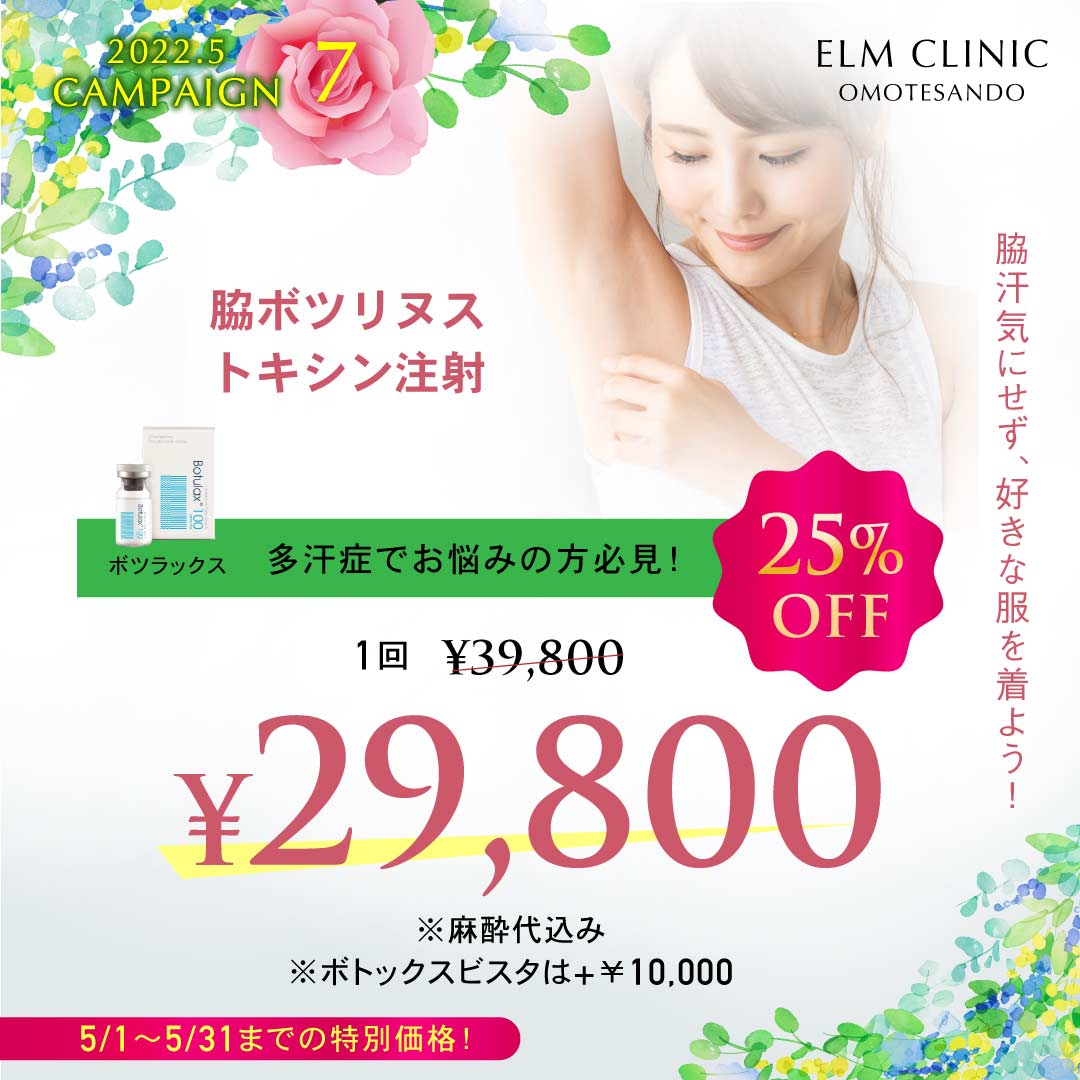 2022.5
CAMPAIGN 7
ELM CLINIC
OMOTESANDO
脇汗気にせず、好きな服を着よう！
脇ボツリヌス
トキシン注射
Botulax® 100
Botulax® 100
ボツラックス
多汗症でお悩みの方必見！
25%
OFF
1回 ¥39,800
¥29,800
※麻酔代込み
※ボトックスビスタは+￥10,000
5/1～5/31までの特別価格！